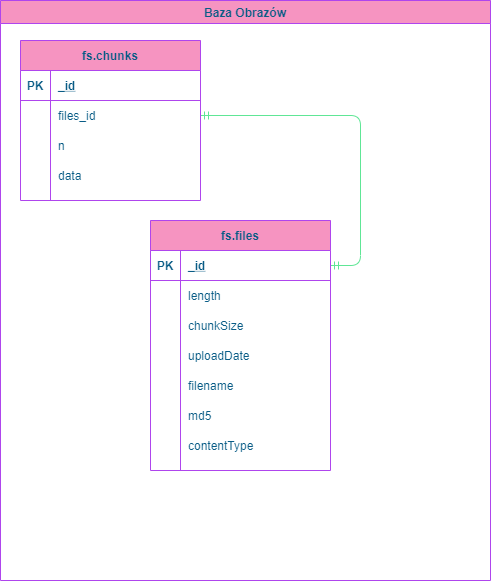 Baza Obrazów
fs.chunks
PK _id
files_id
n
data
fs.files
PK _id
length
chunkSize
uploadDate
filename
md5
contentType